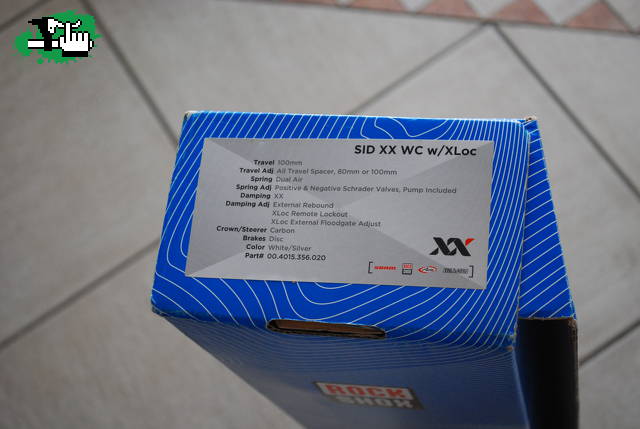 SID XX WC w/XLoc
Travel 100mm
Travel Adj All Travel Spacer, 80mm or 100mm
Spring Dual Air
Spring Adj Positive & Negative Schrader Valves, Pump Included
Damping XX
Damping Adj External Rebound
XLoc Remote Lockout
XLoc External Floodgate Adjust
Crown/Steerer Carbon
Brakes Disc
Color White/Silver
Part# 00.4015.356.020
XX
SRAM
ROCK
SHOX